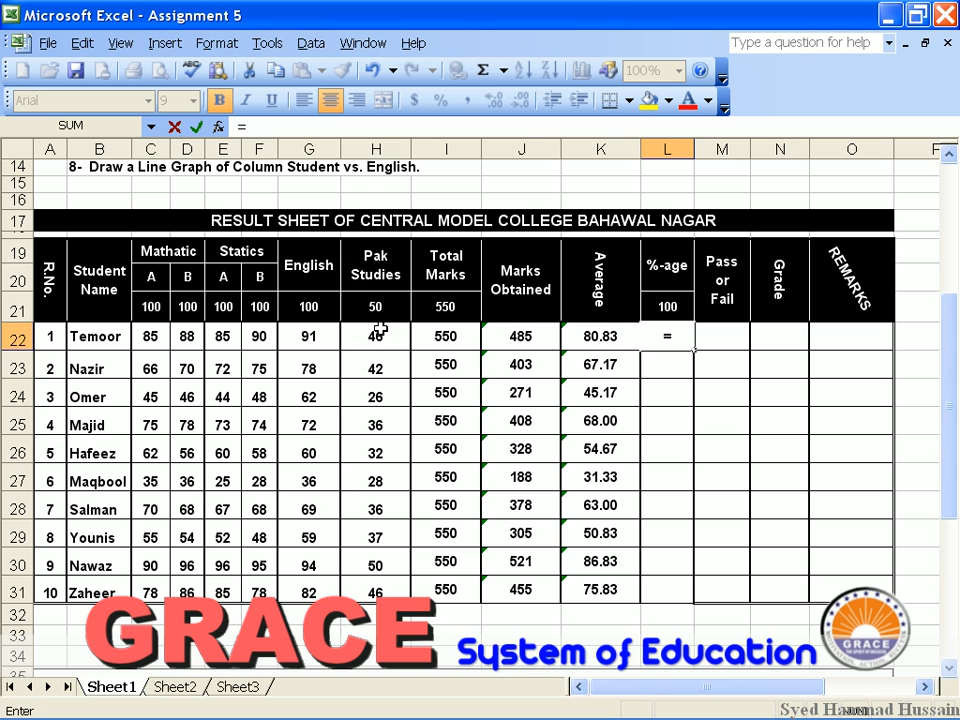 Microsoft Excel - Assignment 5
File Edit View Insert Format Tools Data Window Help Type a question for help
100%
Arial 9 B I U $ % ,
SUM =
A B C D E F G H I J K L M N O
14 8- Draw a Line Graph of Column Student vs. English.
15
16
17 RESULT SHEET OF CENTRAL MODEL COLLEGE BAHAWAL NAGAR
19 R.No. Student Name Mathatic Statics English Pak Studies Total Marks Marks Obtained Average %-age Pass or Fail Grade REMARKS
20 A B A B
21 100 100 100 100 100 50 550 100
22 1 Temoor 85 88 85 90 91 46 550 485 80.83 =
23 2 Nazir 66 70 72 75 78 42 550 403 67.17
24 3 Omer 45 46 44 48 62 26 550 271 45.17
25 4 Majid 75 78 73 74 72 36 550 408 68.00
26 5 Hafeez 62 56 60 58 60 32 550 328 54.67
27 6 Maqbool 35 36 25 28 36 28 550 188 31.33
28 7 Salman 70 68 67 68 69 36 550 378 63.00
29 8 Younis 55 54 52 48 59 37 550 305 50.83
30 9 Nawaz 90 96 96 95 94 50 550 521 86.83
31 10 Zaheer 78 86 85 78 82 46 550 455 75.83
32
33
34
GRACE System of Education
GRACE
Sheet1 Sheet2 Sheet3
Enter
Syed Hammad Hussain